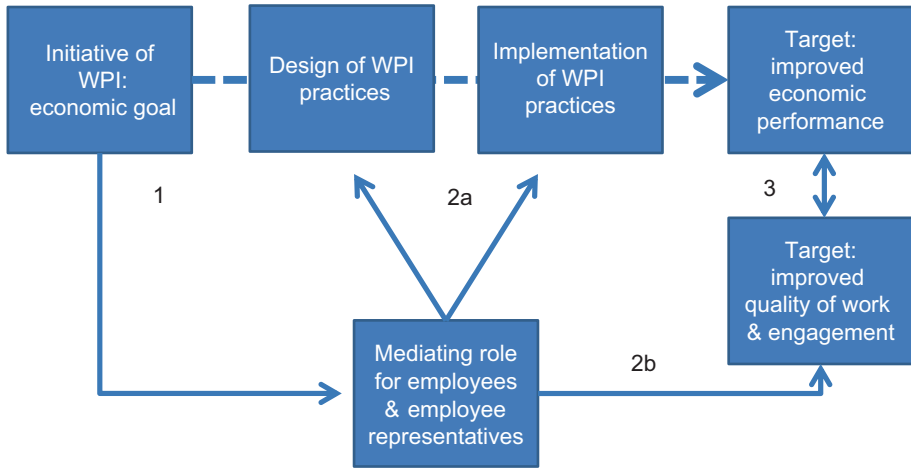 Initiative of
WPI:
economic goal
Design of WPI
practices
Implementation
of WPI
practices
Target:
improved
economic
performance
1
2a
3
Target:
improved
quality of work
& engagement
Mediating role
for employees
& employee
representatives
2b